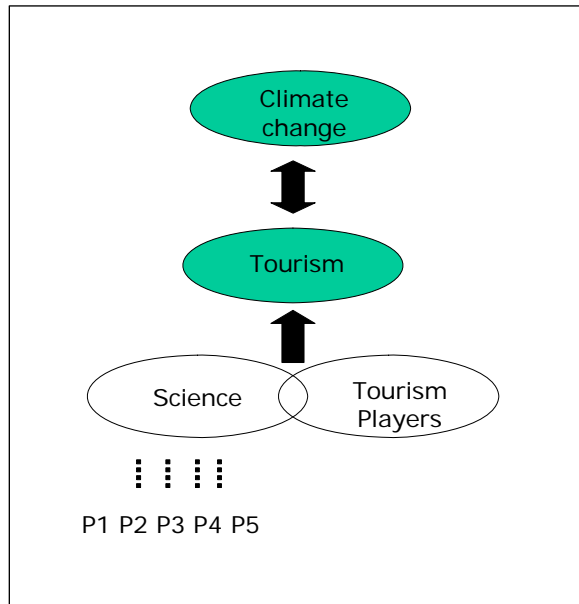 Climate
change
Tourism
Science
Tourism
Players
P1 P2 P3 P4 P5